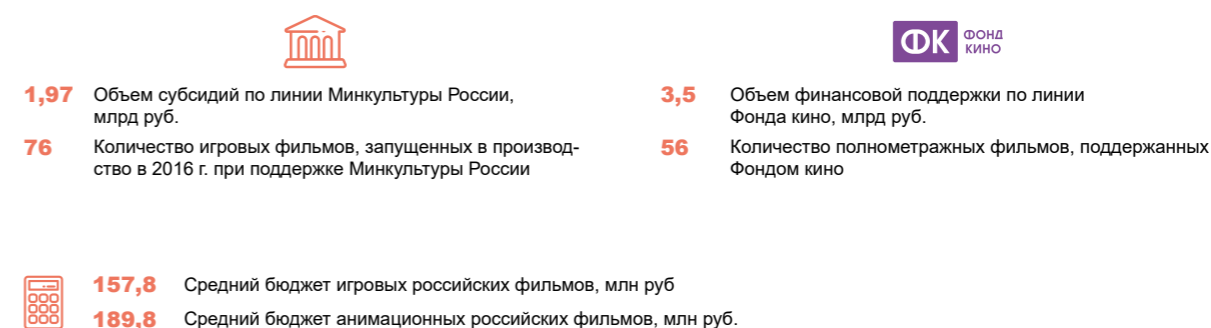 ФК ФОНД
КИНО
1,97 Объем субсидий по линии Минкультуры России,
млрд руб.
76 Количество игровых фильмов, запущенных в производ-
ство в 2016 г. при поддержке Минкультуры России
3,5 Объем финансовой поддержки по линии
Фонда кино, млрд руб.
56 Количество полнометражных фильмов, поддержанных
Фондом кино
157,8 Средний бюджет игровых российских фильмов, млн руб
189,8 Средний бюджет анимационных российских фильмов, млн руб.